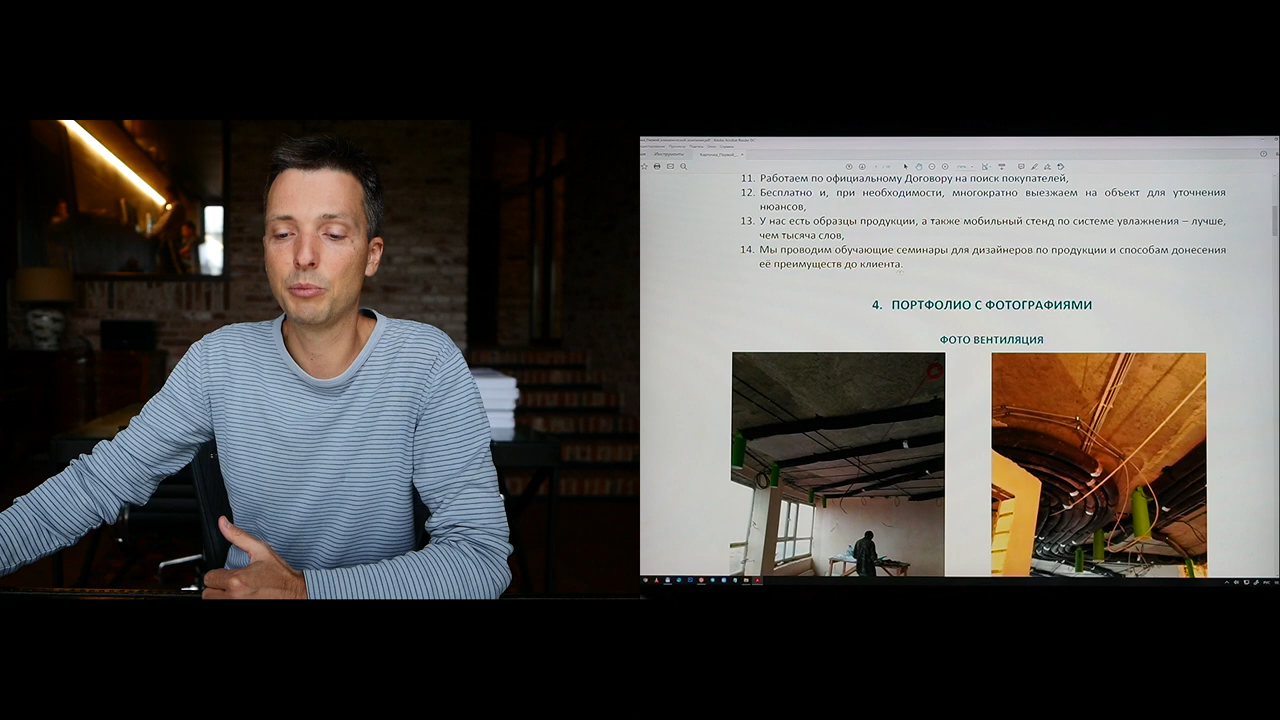 Инструменты
11. Работаем по официальному Договору на поиск покупателей,
12. Бесплатно и, при необходимости, многократно выезжаем на объект для уточнения
нюансов,
13. У нас есть образцы продукции, а также мобильный стенд по системе увлажнения – лучше,
чем тысяча слов,
14. Мы проводим обучающие семинары для дизайнеров по продукции и способам донесения
её преимуществ до клиента.
4. ПОРТФОЛИО С ФОТОГРАФИЯМИ
ФОТО ВЕНТИЛЯЦИЯ